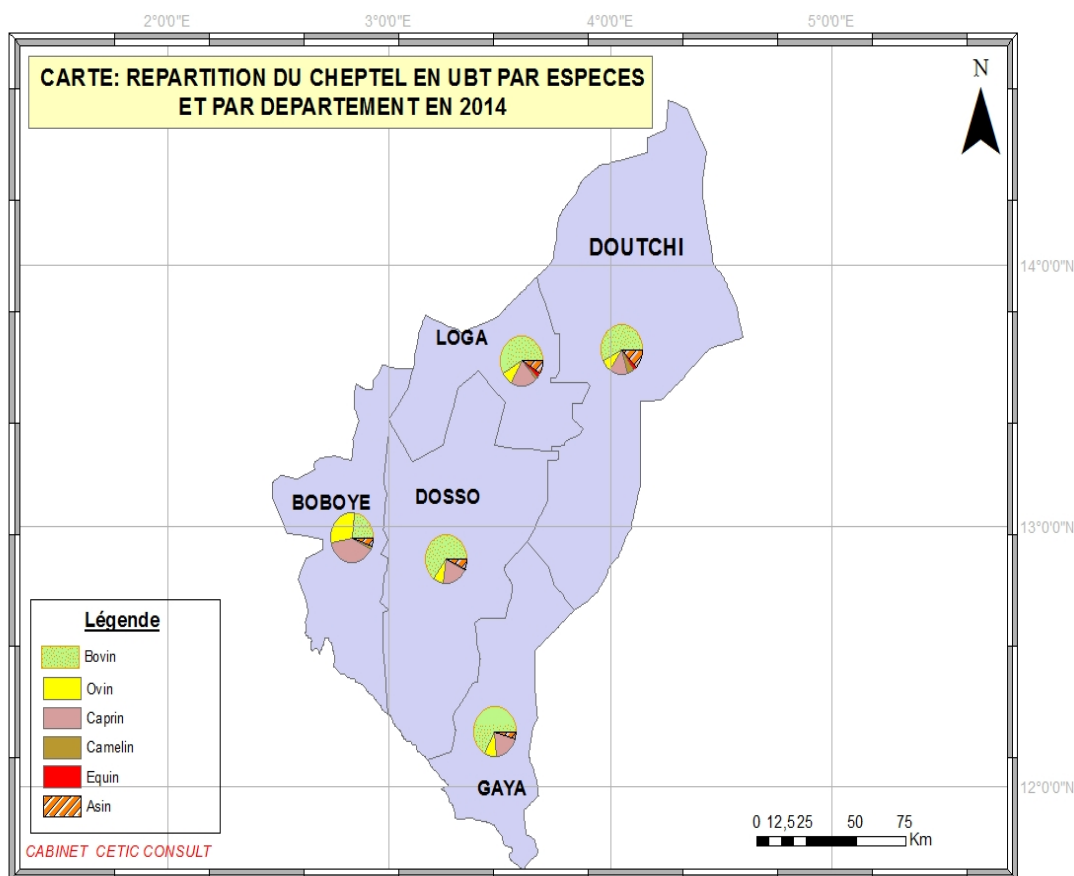 2°0'0"E 3°0'0"E 4°0'0"E 5°0'0"E
CARTE: REPARTITION DU CHEPTEL EN UBT PAR ESPECES
ET PAR DEPARTEMENT EN 2014
N
DOUTCHI
14°0'0"N
LOGA
BOBOYE
DOSSO
13°0'0"N
GAYA
12°0'0"N
Légende
Bovin
Ovin
Caprin
Camelin
Equin
Asin
0 12,525 50 75
Km
CABINET CETIC CONSULT